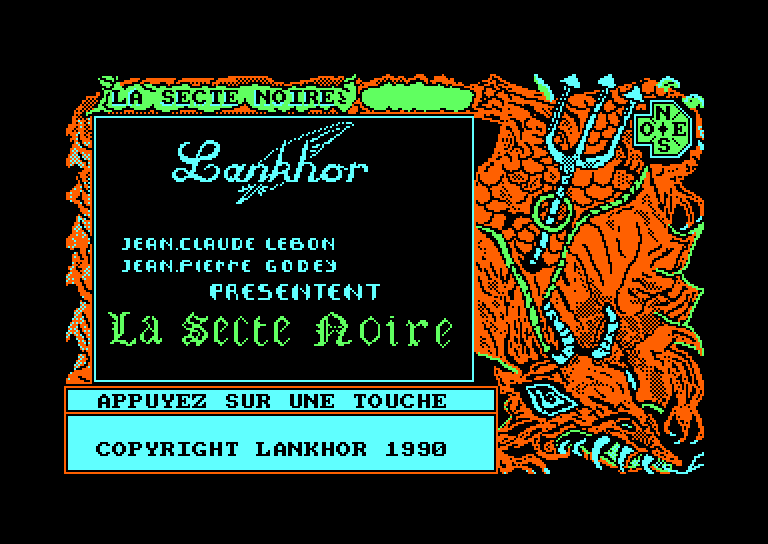 LA SECTE NOIRE
N
O E
S
Lankhor
JEAN.CLAUDE LEBON
JEAN.PIErrE GODEY
PRESENTENT
La Secte Noire
APPUYEZ SUR UNE TOUCHE
COPYRIGHT LANKHOR 1990